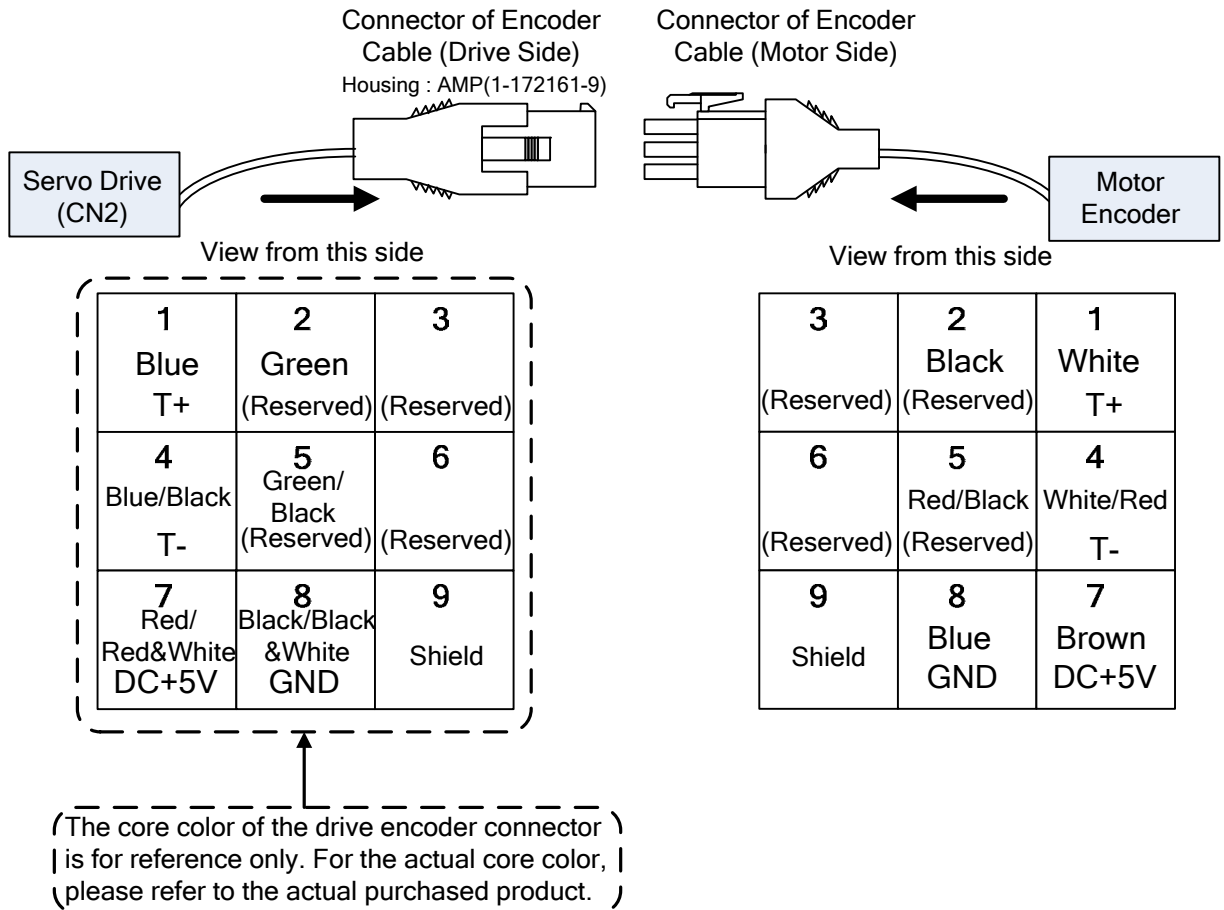 Connector of Encoder
Cable (Drive Side)
Housing : AMP(1-172161-9)
Connector of Encoder
Cable (Motor Side)
Servo Drive
(CN2)
Motor
Encoder
View from this side
View from this side
1
Blue
T+
2
Green
(Reserved)
3
(Reserved)
4
Blue/Black
T-
5
Green/
Black
(Reserved)
6
(Reserved)
7
Red/
Red&White
DC+5V
8
Black/Black
&White
GND
9
Shield
3
(Reserved)
2
Black
(Reserved)
1
White
T+
6
(Reserved)
5
Red/Black
(Reserved)
4
White/Red
T-
9
Shield
8
Blue
GND
7
Brown
DC+5V
The core color of the drive encoder connector
is for reference only. For the actual core color,
please refer to the actual purchased product.